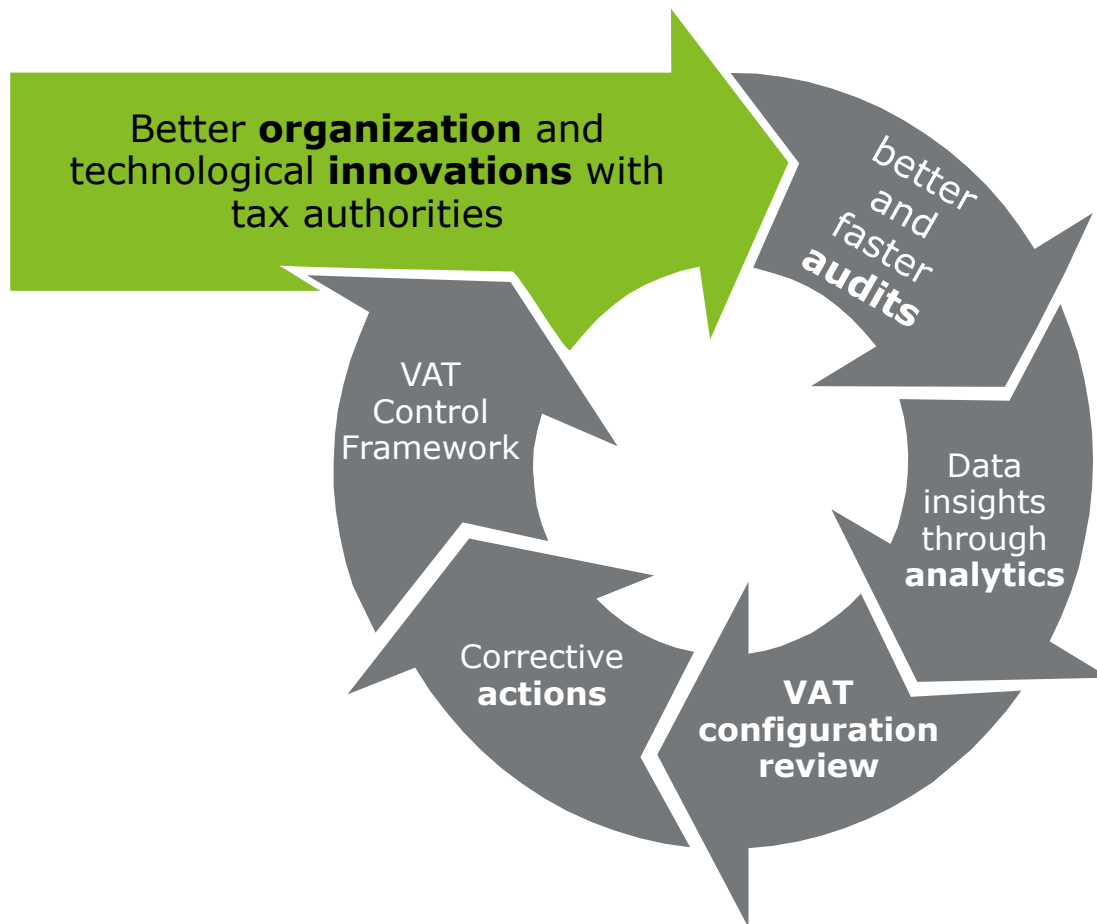 Better organization and
technological innovations with
tax authorities
better
and
faster
audits
Data
insights
through
analytics
VAT
configuration
review
Corrective
actions
VAT
Control
Framework